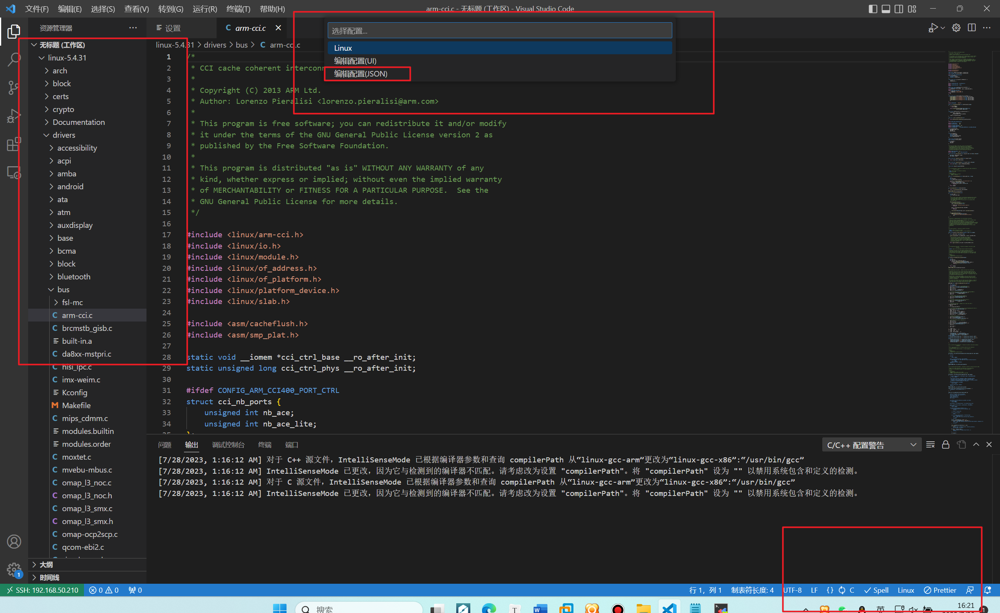 文件(F) 编辑(E) 选择(S) 查看(V) 转到(G) 运行(R) 终端(T) 帮助(H)
arm-cci.c - 无标题 (工作区) - Visual Studio Code
资源管理器
设置
C arm-cci.c
选择配置...
Linux
编辑配置(UI)
编辑配置(JSON)
无标题 (工作区)
linux-5.4.31
arch
block
certs
crypto
Documentation
drivers
accessibility
acpi
amba
android
ata
atm
auxdisplay
base
bcma
block
bluetooth
bus
fsl-mc
C arm-cci.c
C brcmstb_gisb.c
built-in.a
C da8xx-mstpri.c
C hisi_lpc.c
C imx-weim.c
Kconfig
M Makefile
C mips_cdmm.c
modules.builtin
modules.order
C moxtet.c
C mvebu-mbus.c
C omap_l3_noc.c
C omap_l3_noc.h
C omap_l3_smx.c
C omap_l3_smx.h
C omap-ocp2scp.c
C qcom-ebi2.c
大纲
时间线
1
linux-5.4.31 > drivers > bus > C arm-cci.c
1 /*
2 * CCI cache coherent interconn
3 *
4 * Copyright (C) 2013 ARM Ltd.
5 * Author: Lorenzo Pieralisi <lorenzo.pieralisi@arm.com>
6 *
7 * This program is free software; you can redistribute it and/or modify
8 * it under the terms of the GNU General Public License version 2 as
9 * published by the Free Software Foundation.
10 *
11 * This program is distributed "as is" WITHOUT ANY WARRANTY of any
12 * kind, whether express or implied; without even the implied warranty
13 * of MERCHANTABILITY or FITNESS FOR A PARTICULAR PURPOSE.  See the
14 * GNU General Public License for more details.
15 */
16
17 #include <linux/arm-cci.h>
18 #include <linux/io.h>
19 #include <linux/module.h>
20 #include <linux/of_address.h>
21 #include <linux/of_platform.h>
22 #include <linux/platform_device.h>
23 #include <linux/slab.h>
24
25 #include <asm/cacheflush.h>
26 #include <asm/smp_plat.h>
27
28 static void __iomem *cci_ctrl_base __ro_after_init;
29 static unsigned long cci_ctrl_phys __ro_after_init;
30
31 #ifdef CONFIG_ARM_CCI400_PORT_CTRL
32 struct cci_nb_ports {
33 unsigned int nb_ace;
34 unsigned int nb_ace_lite;
35 };
问题 输出 调试控制台 终端 端口
C/C++ 配置警告
[7/28/2023, 1:16:12 AM] 对于 C++ 源文件，IntelliSenseMode 已根据编译器参数和查询 compilerPath 从“linux-gcc-arm”更改为“linux-gcc-x86”:“/usr/bin/gcc”
[7/28/2023, 1:16:12 AM] IntelliSenseMode 已更改，因为它与检测到的编译器不匹配。请考虑改为设置 "compilerPath"。将 "compilerPath" 设为 "" 以禁用系统包含和定义的检测。
[7/28/2023, 1:16:12 AM] 对于 C 源文件，IntelliSenseMode 已根据编译器参数和查询 compilerPath 从“linux-gcc-arm”更改为“linux-gcc-x86”:“/usr/bin/gcc”
[7/28/2023, 1:16:12 AM] IntelliSenseMode 已更改，因为它与检测到的编译器不匹配。请考虑改为设置 "compilerPath"。将 "compilerPath" 设为 "" 以禁用系统包含和定义的检测。
SSH: 192.168.50.210 0 0 0 行 1，列 1 制表符长度: 4 UTF-8 LF {} C Spell Linux Prettier
搜索
T W 英 16:21
1